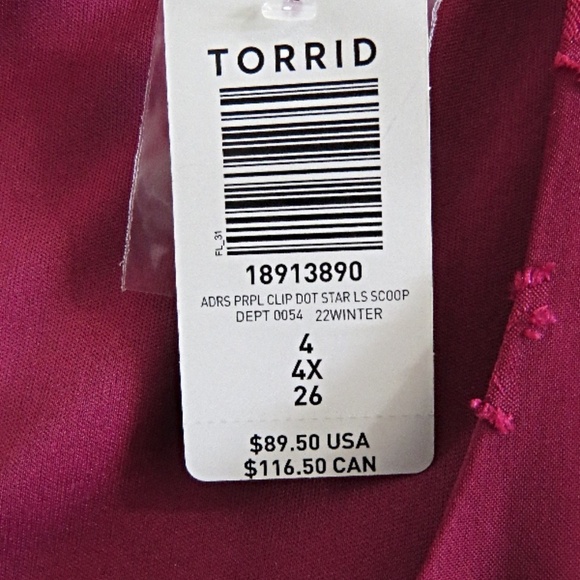 TORRID
FL_31
18913890
ADRS PRPL CLIP DOT STAR LS SCOOP
DEPT 0054 22WINTER
4
4X
26
$89.50 USA
$116.50 CAN